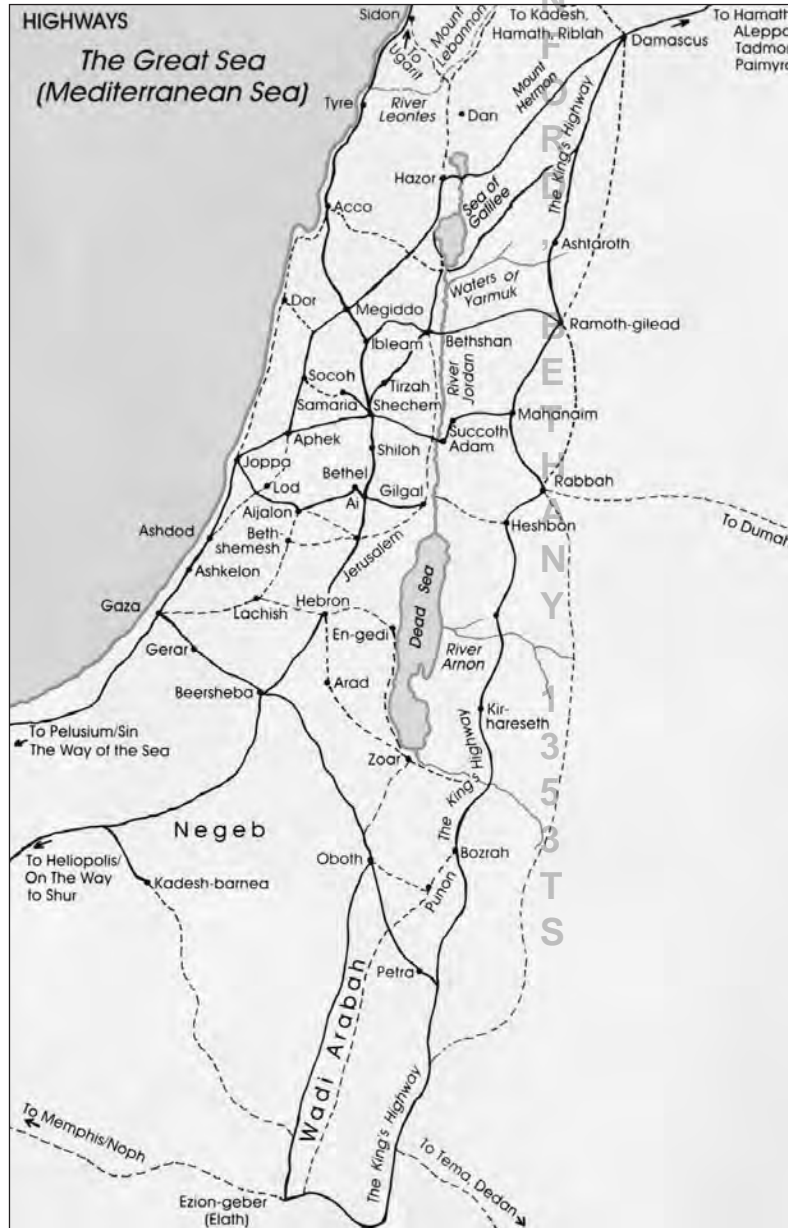 HIGHWAYS
The Great Sea
(Mediterranean Sea)
Sidon
To
Ugarit
Mount
Lebannon
To Kadesh,
Hamath, Riblah
Damascus
To Hamath
ALeppo
Tadmor
Mount
Hermon
Tyre
River
Leontes
Dan
The King's Highway
Hazor
Sea of
Galilee
Acco
Ashtaroth
Waters of
Yarmuk
Dor
Megiddo
Ramoth-gilead
Ibleam
Bethshan
River
Jordan
Socoh
Tirzah
Samaria
Shechem
Mahanaim
Succoth
Adam
Aphek
Shiloh
Joppa
Bethel
Rabbah
Lod
Ai
Gilgal
Aijalon
Heshbon
To Dumah
Ashdod
Beth-
shemesh
Jerusalem
Ashkelon
Dead Sea
Gaza
Lachish
Hebron
En-gedi
River
Arnon
Gerar
Arad
Beersheba
Kir-
hareseth
To Pelusium/Sin
The Way of the Sea
Zoar
The King's Highway
Negeb
Oboth
Bozrah
To Heliopolis/
On The Way
to Shur
Kadesh-barnea
Punon
Petra
Wadi Arabah
The King's Highway
To Memphis/Noph
To Tema, Dedan
Ezion-geber
(Elath)
NFORD BETHANY 1353TS